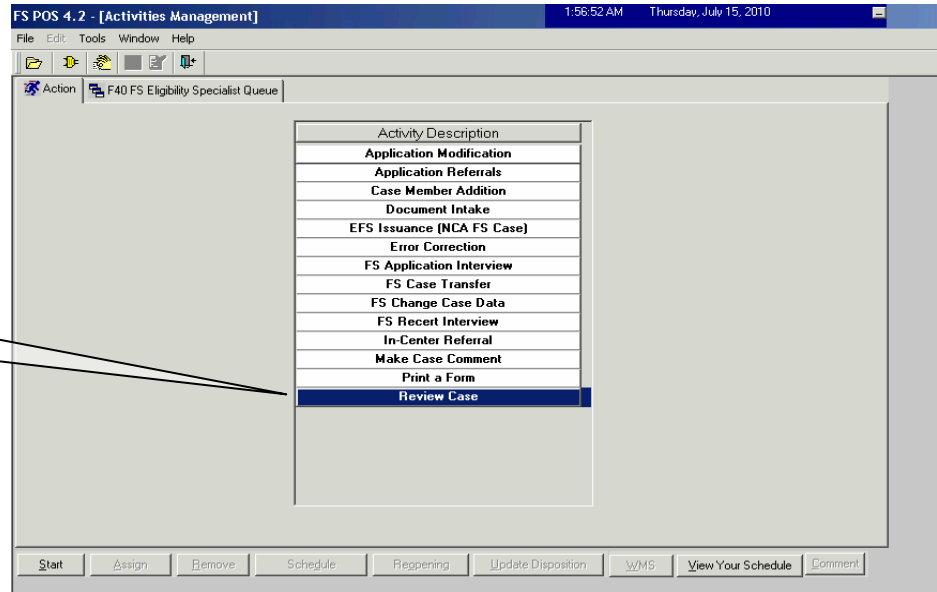 FS POS 4.2 - [Activities Management] 1:56:52 AM Thursday, July 15, 2010
File Edit Tools Window Help
Action F40 FS Eligibility Specialist Queue
Activity Description
Application Modification
Application Referrals
Case Member Addition
Document Intake
EFS Issuance (NCA FS Case)
Error Correction
FS Application Interview
FS Case Transfer
FS Change Case Data
FS Recert Interview
In-Center Referral
Make Case Comment
Print a Form
Review Case
Start Assign Remove Schedule Reopening Update Disposition WMS View Your Schedule Comment